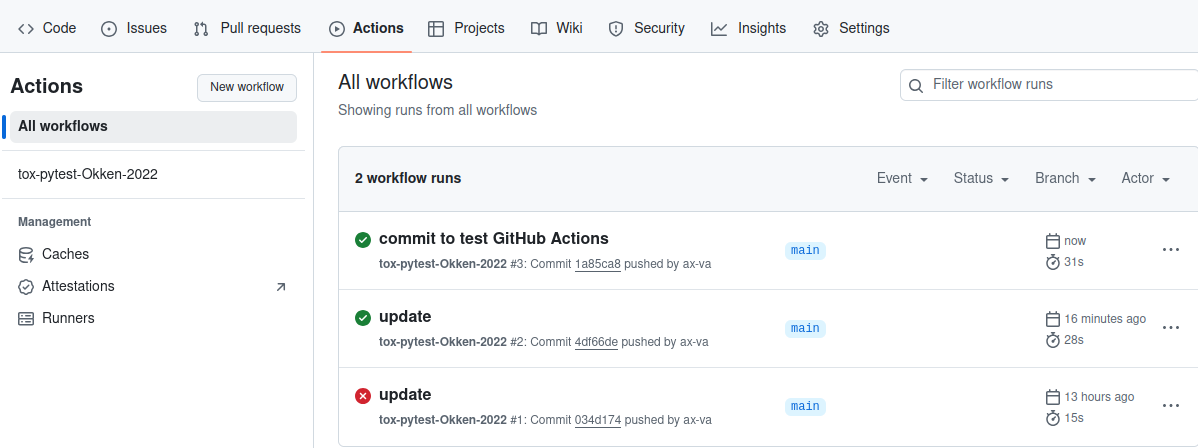 Code Issues Pull requests Actions Projects Wiki Security Insights Settings
Actions
New workflow
All workflows
tox-pytest-Okken-2022
Management
Caches
Attestations
Runners
All workflows
Showing runs from all workflows
Filter workflow runs
2 workflow runs
Event Status Branch Actor
commit to test GitHub Actions
tox-pytest-Okken-2022 #3: Commit 1a85ca8 pushed by ax-va
main
now
31s
update
tox-pytest-Okken-2022 #2: Commit 4df66de pushed by ax-va
main
16 minutes ago
28s
update
tox-pytest-Okken-2022 #1: Commit 034d174 pushed by ax-va
main
13 hours ago
15s